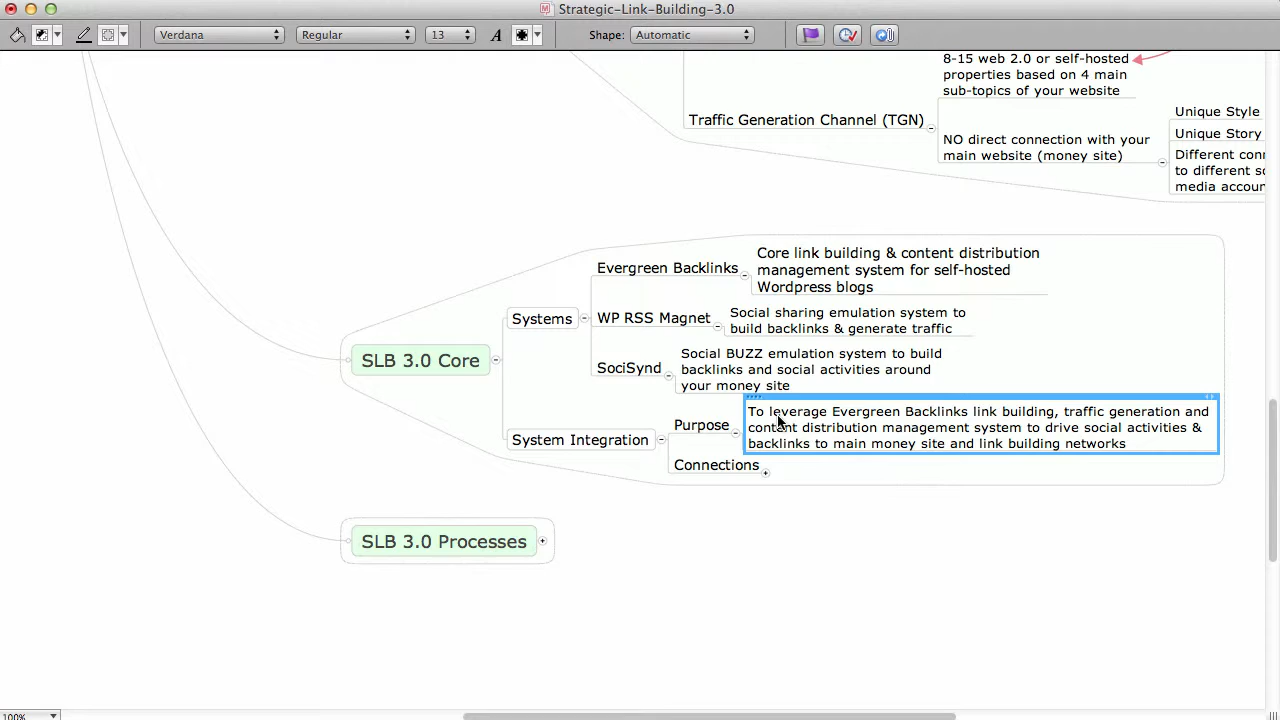 Strategic-Link-Building-3.0
Verdana
Regular
13
A
Shape:
Automatic
8-15 web 2.0 or self-hosted
properties based on 4 main
sub-topics of your website
Traffic Generation Channel (TGN)
NO direct connection with your
main website (money site)
Unique Style
Unique Story
Different con
to different s
media accoun
Evergreen Backlinks
Core link building & content distribution
management system for self-hosted
Wordpress blogs
Systems
WP RSS Magnet
Social sharing emulation system to
build backlinks & generate traffic
SociSynd
Social BUZZ emulation system to build
backlinks and social activities around
your money site
SLB 3.0 Core
System Integration
Purpose
To leverage Evergreen Backlinks link building, traffic generation and
content distribution management system to drive social activities &
backlinks to main money site and link building networks
Connections
SLB 3.0 Processes
100%